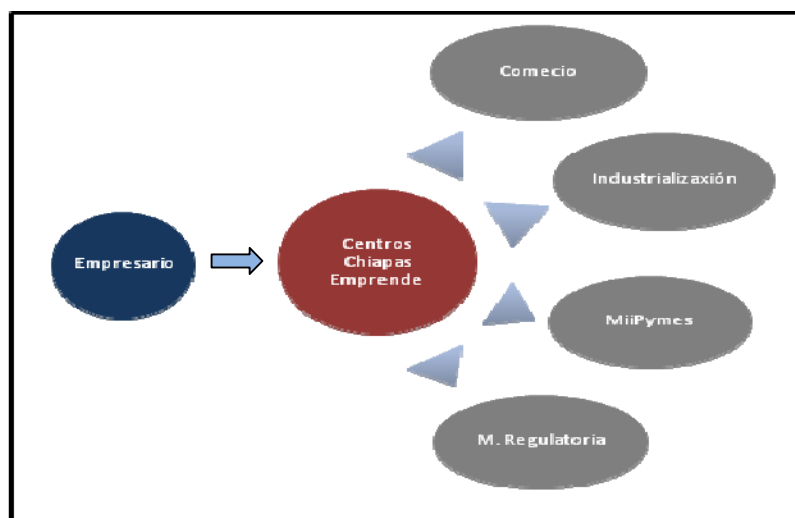 Comecio
Industrializaxión
Empresario
Centros
Chiapas
Emprende
MiiPymes
M. Regulatoria